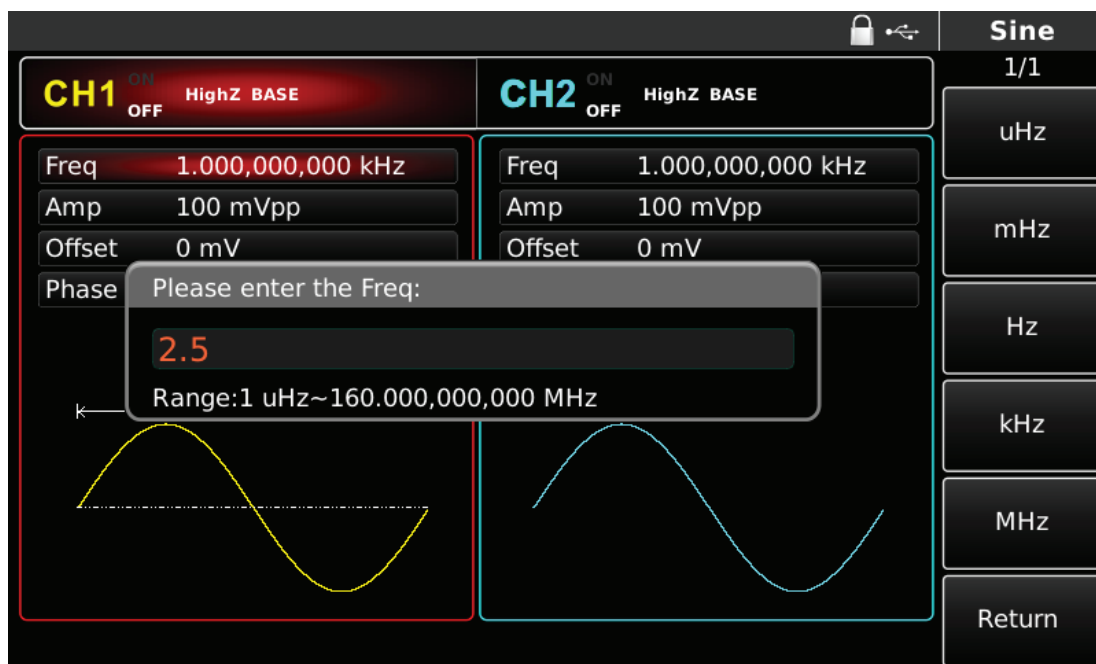 Sine
1/1
CH1 ON OFF HighZ BASE
CH2 ON OFF HighZ BASE
Freq 1.000,000,000 kHz
Amp 100 mVpp
Offset 0 mV
Phase
Freq 1.000,000,000 kHz
Amp 100 mVpp
Offset 0 mV
Please enter the Freq:
2.5
Range:1 uHz~160.000,000,000 MHz
uHz
mHz
Hz
kHz
MHz
Return